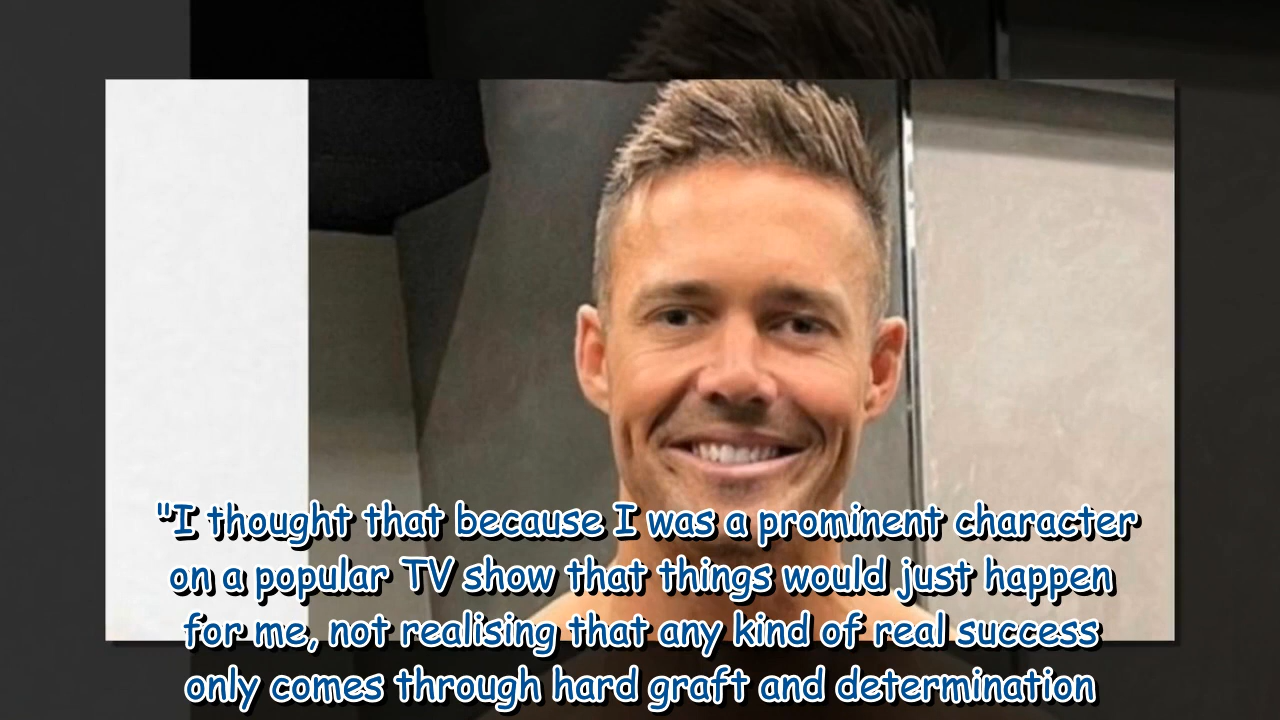 "I thought that because I was a prominent character
on a popular TV show that things would just happen
for me, not realising that any kind of real success
only comes through hard graft and determination